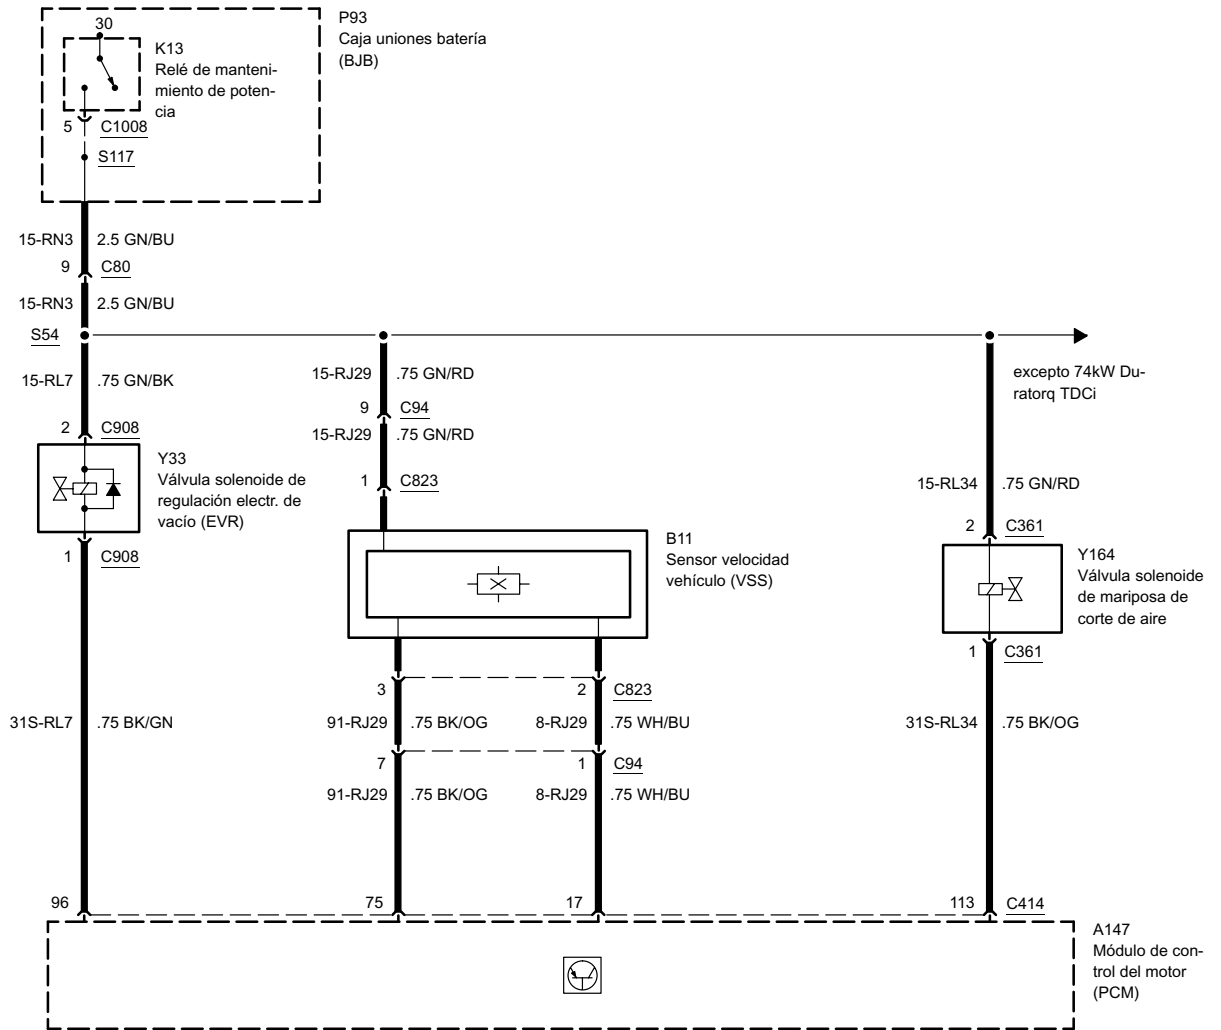 30
P93
Caja uniones batería
(BJB)
K13
Relé de manteni-
miento de poten-
cia
5 C1008
S117
15-RN3 2.5 GN/BU
9 C80
15-RN3 2.5 GN/BU
S54
15-RL7 .75 GN/BK
15-RJ29 .75 GN/RD
excepto 74kW Du-
ratorq TDCi
9 C94
2 C908
15-RJ29 .75 GN/RD
Y33
Válvula solenoide de
regulación electr. de
vacío (EVR)
1 C823
15-RL34 .75 GN/RD
2 C361
1 C908
B11
Sensor velocidad
vehículo (VSS)
Y164
Válvula solenoide
de mariposa de
corte de aire
1 C361
3 2 C823
31S-RL7 .75 BK/GN
91-RJ29 .75 BK/OG
8-RJ29 .75 WH/BU
31S-RL34 .75 BK/OG
7 1 C94
91-RJ29 .75 BK/OG
8-RJ29 .75 WH/BU
96 75 17 113 C414
A147
Módulo de con-
trol del motor
(PCM)